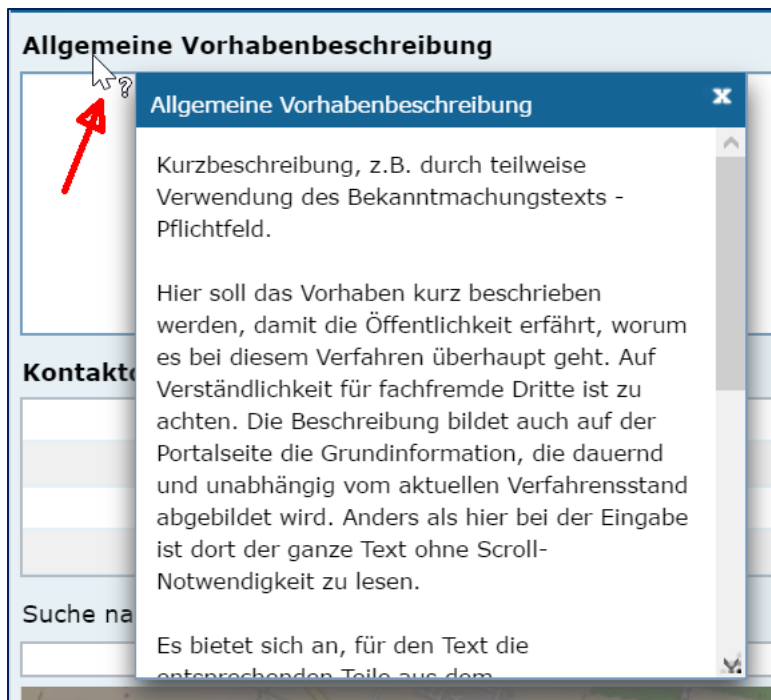 Allgemeine Vorhabenbeschreibung
Allgemeine Vorhabenbeschreibung
Kurzbeschreibung, z.B. durch teilweise
Verwendung des Bekanntmachungstexts -
Pflichtfeld.
Hier soll das Vorhaben kurz beschrieben
werden, damit die Öffentlichkeit erfährt, worum
es bei diesem Verfahren überhaupt geht. Auf
Verständlichkeit für fachfremde Dritte ist zu
achten. Die Beschreibung bildet auch auf der
Portalseite die Grundinformation, die dauernd
und unabhängig vom aktuellen Verfahrensstand
abgebildet wird. Anders als hier bei der Eingabe
ist dort der ganze Text ohne Scroll-
Notwendigkeit zu lesen.
Es bietet sich an, für den Text die
entsprechenden Teile aus dem
Suche na